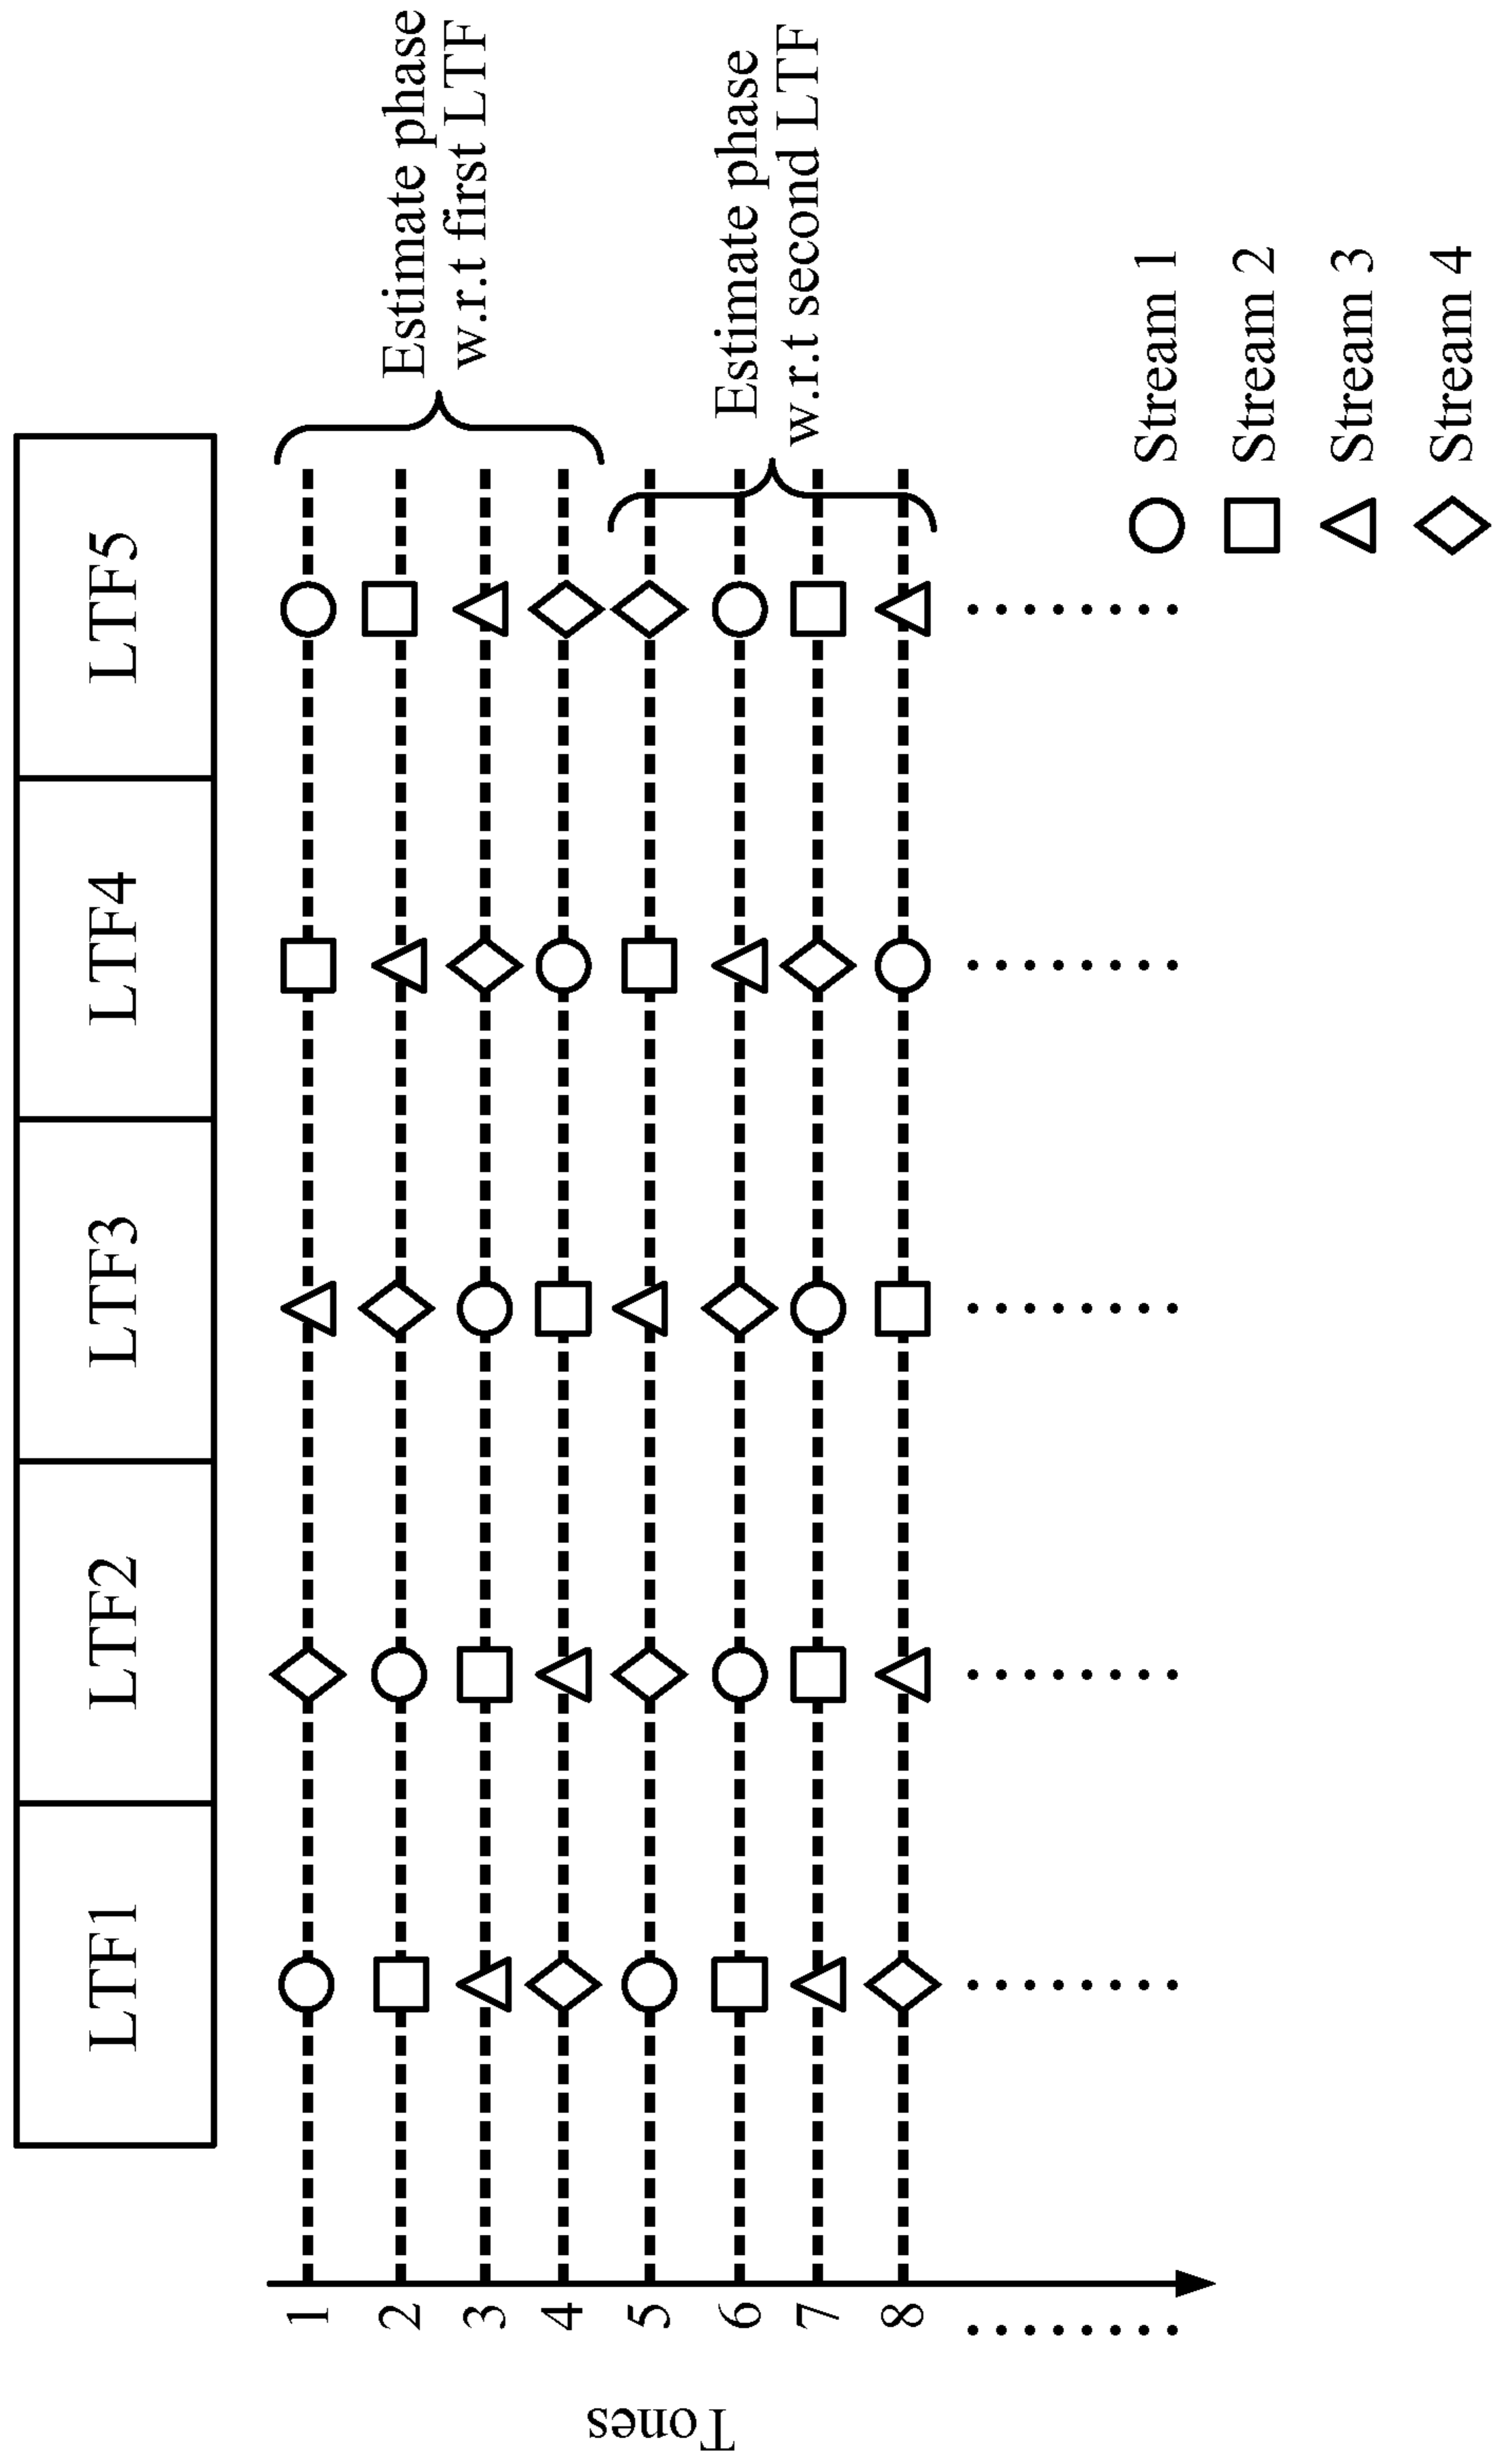 LTF1
LTF2
LTF3
LTF4
LTF5
Tones
1
2
3
4
5
6
7
8
Estimate phase
w.r.t first LTF
Estimate phase
w.r.t second LTF
Stream 1
Stream 2
Stream 3
Stream 4